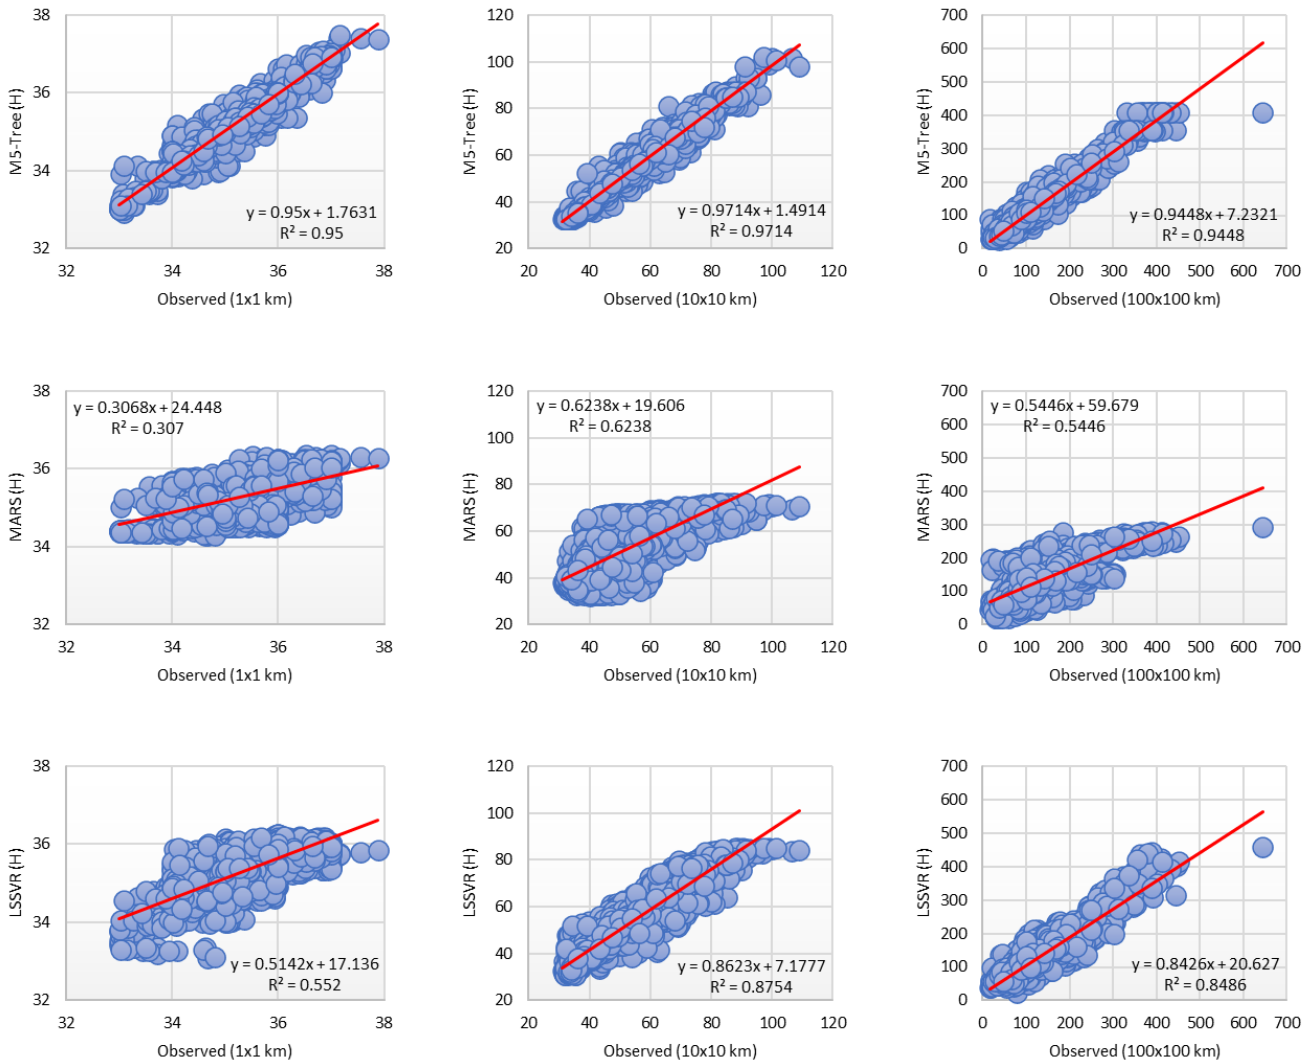 38
36
34
32
M5-Tree (H)
y = 0.95x + 1.7631
R² = 0.95
32 34 36 38
Observed (1x1 km)
120
100
80
60
40
20
M5-Tree (H)
y = 0.9714x + 1.4914
R² = 0.9714
20 40 60 80 100 120
Observed (10x10 km)
700
600
500
400
300
200
100
0
M5-Tree (H)
y = 0.9448x + 7.2321
R² = 0.9448
0 100 200 300 400 500 600 700
Observed (100x100 km)
38
36
34
32
MARS (H)
y = 0.3068x + 24.448
R² = 0.307
32 34 36 38
Observed (1x1 km)
120
100
80
60
40
20
MARS (H)
y = 0.6238x + 19.606
R² = 0.6238
20 40 60 80 100 120
Observed (10x10 km)
700
600
500
400
300
200
100
0
MARS (H)
y = 0.5446x + 59.679
R² = 0.5446
0 100 200 300 400 500 600 700
Observed (100x100 km)
38
36
34
32
LSSVR (H)
y = 0.5142x + 17.136
R² = 0.552
32 34 36 38
Observed (1x1 km)
120
100
80
60
40
20
LSSVR (H)
y = 0.8623x + 7.1777
R² = 0.8754
20 40 60 80 100 120
Observed (10x10 km)
700
600
500
400
300
200
100
0
LSSVR (H)
y = 0.8426x + 20.627
R² = 0.8486
0 100 200 300 400 500 600 700
Observed (100x100 km)